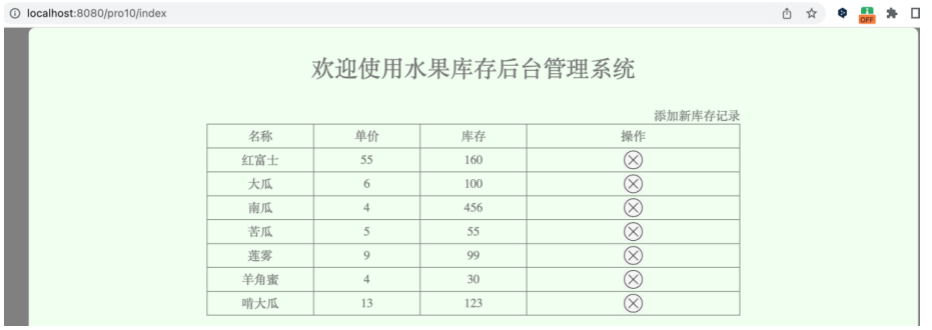 localhost:8080/pro10/index
OFF
欢迎使用水果库存后台管理系统
添加新库存记录
名称 单价 库存 操作
红富士 55 160
大瓜 6 100
南瓜 4 456
苦瓜 5 55
莲雾 9 99
羊角蜜 4 30
啃大瓜 13 123